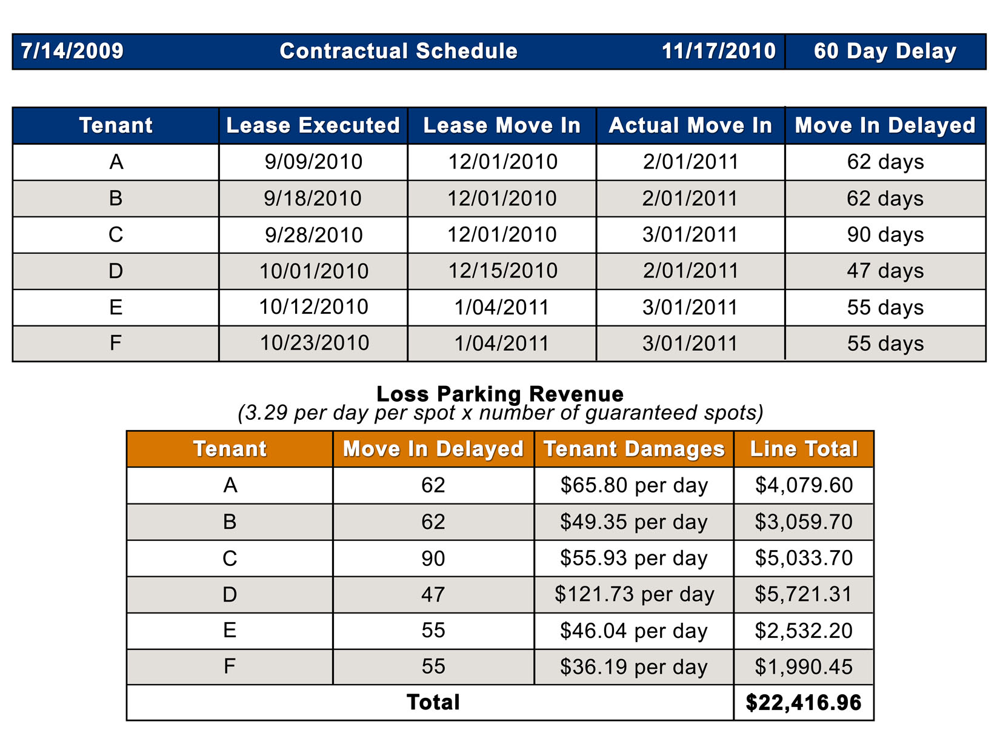 7/14/2009 Contractual Schedule 11/17/2010 60 Day Delay
Tenant Lease Executed Lease Move In Actual Move In Move In Delayed
A 9/09/2010 12/01/2010 2/01/2011 62 days
B 9/18/2010 12/01/2010 2/01/2011 62 days
C 9/28/2010 12/01/2010 3/01/2011 90 days
D 10/01/2010 12/15/2010 2/01/2011 47 days
E 10/12/2010 1/04/2011 3/01/2011 55 days
F 10/23/2010 1/04/2011 3/01/2011 55 days
Loss Parking Revenue
(3.29 per day per spot x number of guaranteed spots)
Tenant Move In Delayed Tenant Damages Line Total
A 62 $65.80 per day $4,079.60
B 62 $49.35 per day $3,059.70
C 90 $55.93 per day $5,033.70
D 47 $121.73 per day $5,721.31
E 55 $46.04 per day $2,532.20
F 55 $36.19 per day $1,990.45
Total $22,416.96